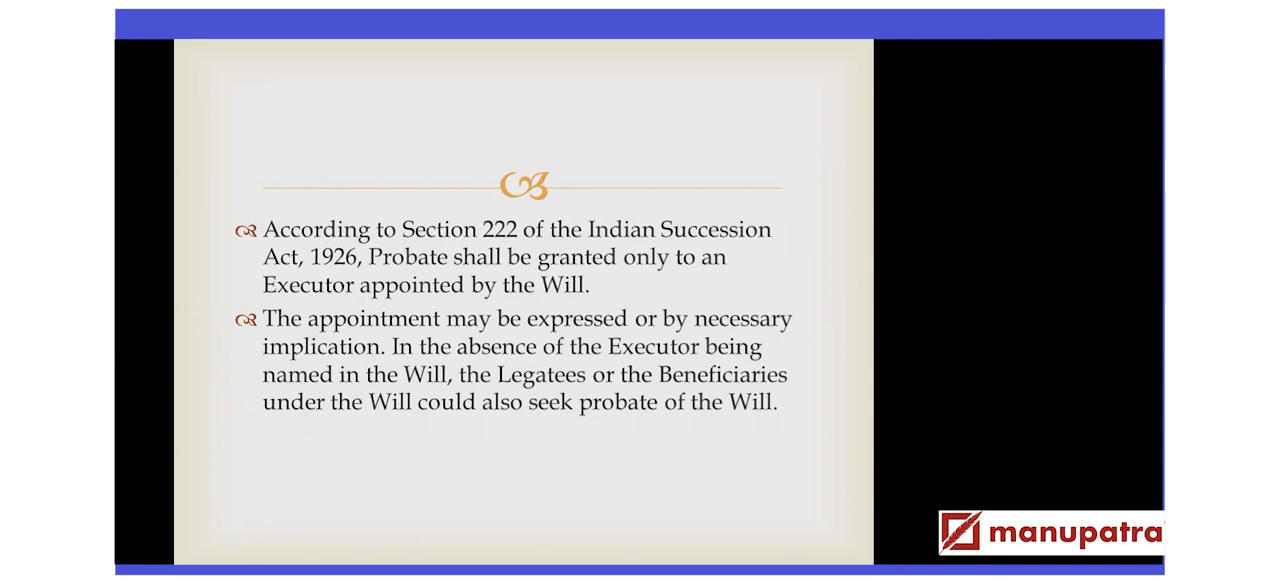 According to Section 222 of the Indian Succession
Act, 1926, Probate shall be granted only to an
Executor appointed by the Will.
The appointment may be expressed or by necessary
implication. In the absence of the Executor being
named in the Will, the Legatees or the Beneficiaries
under the Will could also seek probate of the Will.
manupatra